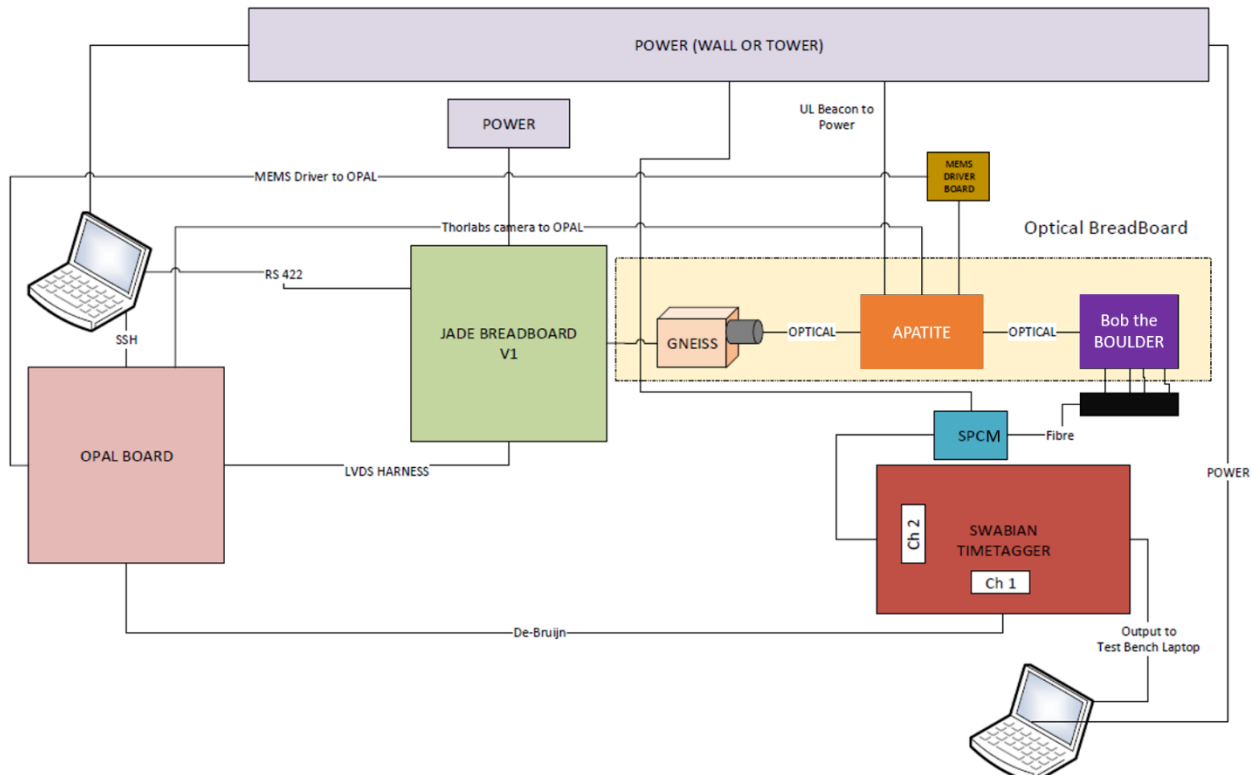 POWER (WALL OR TOWER)
UL Beacon to
Power
POWER
MEMS
DRIVER
BOARD
MEMS Driver to OPAL
Thorlabs camera to OPAL
Optical BreadBoard
RS 422
JADE BREADBOARD
V1
GNEISS
OPTICAL
APATITE
OPTICAL
Bob the
BOULDER
SSH
OPAL BOARD
LVDS HARNESS
SPCM
Fibre
POWER
Ch 2
SWABIAN
TIMETAGGER
Ch 1
De-Bruijn
Output to
Test Bench Laptop